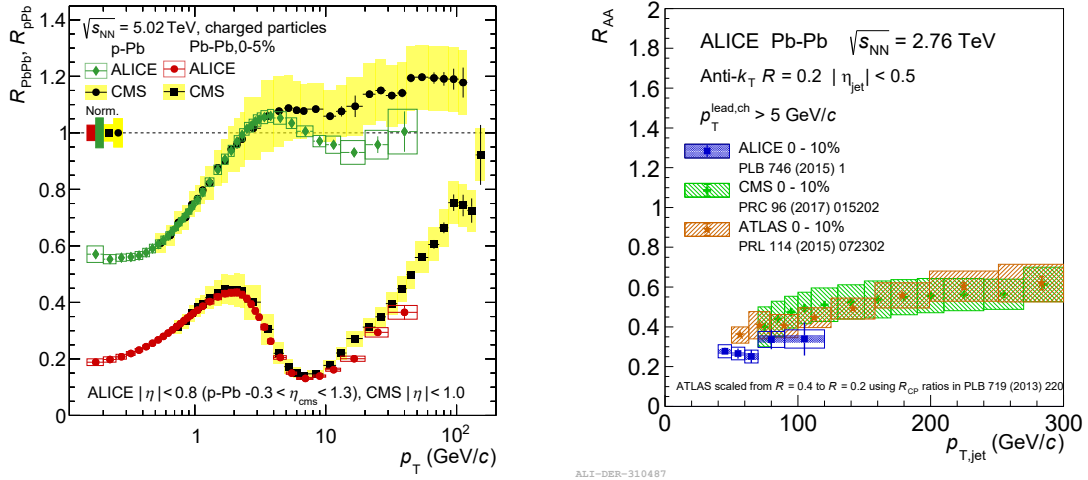 R_PbPb, R_pPb
1.4
1.2
1
0.8
0.6
0.4
0.2
0
√s_NN = 5.02 TeV, charged particles
p-Pb Pb-Pb,0-5%
ALICE ALICE
CMS CMS
Norm.
ALICE | η |< 0.8 (p-Pb -0.3 < η_cms < 1.3), CMS | η |< 1.0
1 10 10²
p_T (GeV/c)
R_AA
2
1.8
1.6
1.4
1.2
1
0.8
0.6
0.4
0.2
0
ALICE Pb-Pb √s_NN = 2.76 TeV
Anti-k_T R = 0.2 | η_jet | < 0.5
p_T^lead,ch > 5 GeV/c
ALICE 0 - 10%
PLB 746 (2015) 1
CMS 0 - 10%
PRC 96 (2017) 015202
ATLAS 0 - 10%
PRL 114 (2015) 072302
ATLAS scaled from R = 0.4 to R = 0.2 using R_CP ratios in PLB 719 (2013) 220
0 100 200 300
p_T,jet (GeV/c)
ALI-DER-310487